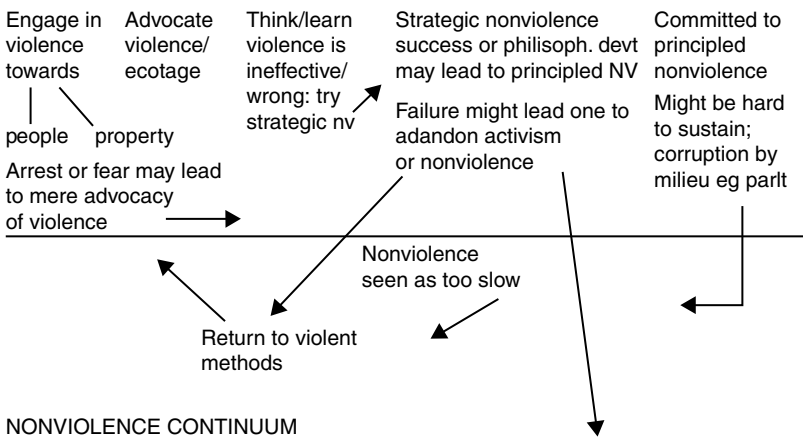 Engage in
violence
towards
people
property
Arrest or fear may lead
to mere advocacy
of violence
Advocate
violence/
ecotage
Think/learn
violence is
ineffective/
wrong: try
strategic nv
Strategic nonviolence
success or philisoph. devt
may lead to principled NV
Failure might lead one to
adandon activism
or nonviolence
Committed to
principled
nonviolence
Might be hard
to sustain;
corruption by
milieu eg parlt
Nonviolence
seen as too slow
Return to violent
methods
NONVIOLENCE CONTINUUM